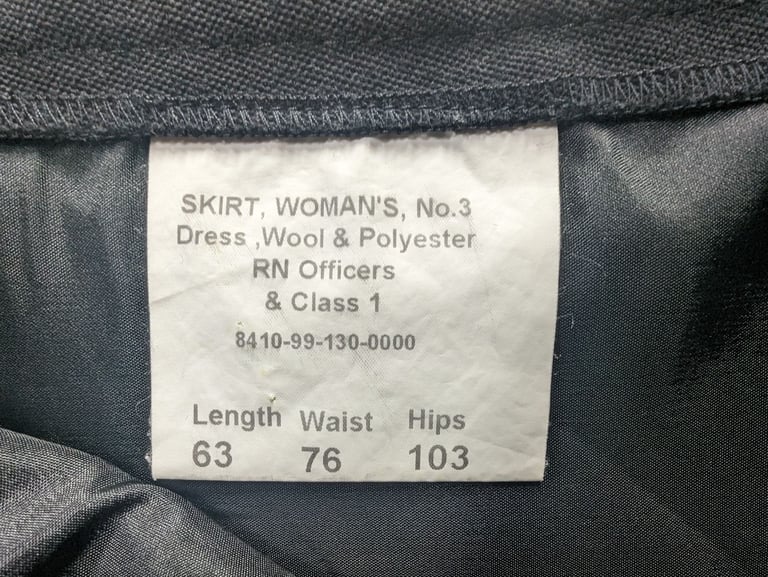 SKIRT, WOMAN'S, No.3
Dress ,Wool & Polyester
RN Officers
& Class 1
8410-99-130-0000
Length Waist Hips
63 76 103